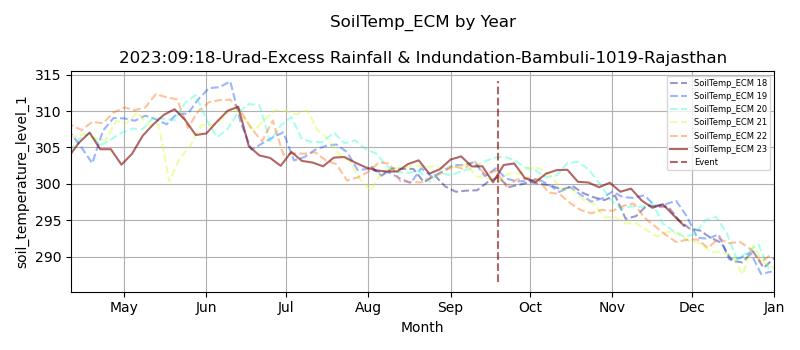 SoilTemp_ECM by Year
2023:09:18-Urad-Excess Rainfall & Indundation-Bambuli-1019-Rajasthan
soil_temperature_level_1
315
310
305
300
295
290
SoilTemp_ECM 18
SoilTemp_ECM 19
SoilTemp_ECM 20
SoilTemp_ECM 21
SoilTemp_ECM 22
SoilTemp_ECM 23
Event
May Jun Jul Aug Sep Oct Nov Dec Jan
Month